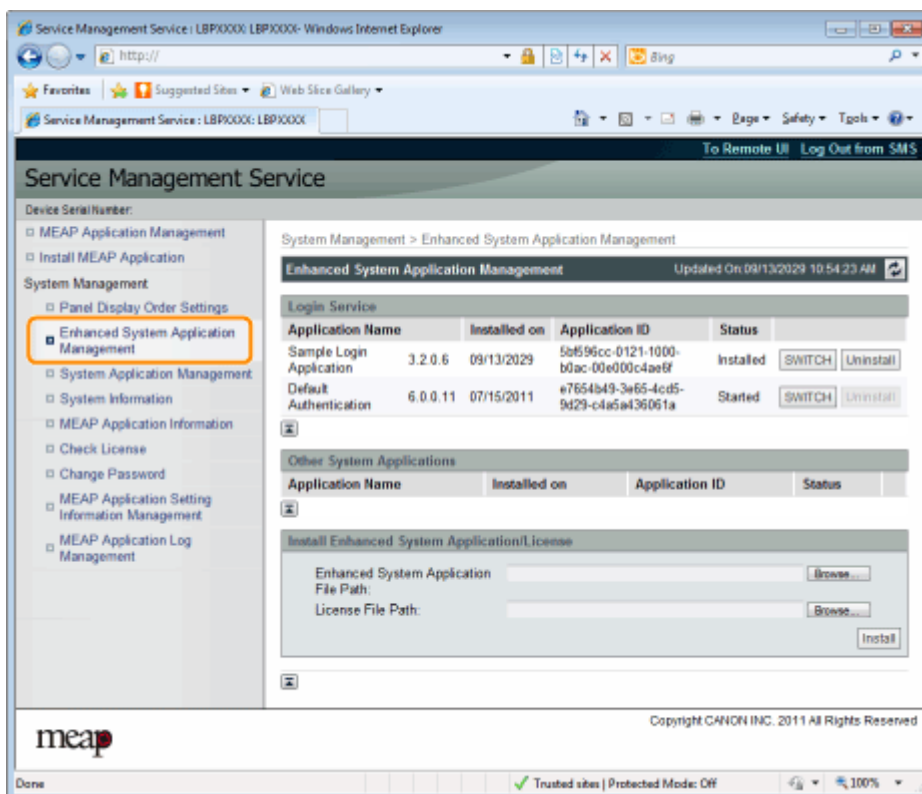 Service Management Service : LBPXXXX: LBPXXXX- Windows Internet Explorer
http://
Bing
Favorites Suggested Sites Web Slice Gallery
Service Management Service : LBPXXXX: LBPXXXX
Page Safety Tools
To Remote UI Log Out from SMS
Service Management Service
Device Serial Number:
MEAP Application Management
Install MEAP Application
System Management
Panel Display Order Settings
Enhanced System Application
Management
System Application Management
System Information
MEAP Application Information
Check License
Change Password
MEAP Application Setting
Information Management
MEAP Application Log
Management
System Management > Enhanced System Application Management
Enhanced System Application Management Updated On:09/13/2029 10:54:23 AM
Login Service
Application Name Installed on Application ID Status
Sample Login
Application 3.2.0.6 09/13/2029 5bf596cc-0121-1000-
b0ac-00e000c4ae6f Installed SWITCH Uninstall
Default
Authentication 6.0.0.11 07/15/2011 e7654b49-3e65-4cd5-
9d29-c4a5a436061a Started SWITCH Uninstall
Other System Applications
Application Name Installed on Application ID Status
Install Enhanced System Application/License
Enhanced System Application
File Path: Browse...
License File Path: Browse...
Install
meap
Copyright CANON INC. 2011 All Rights Reserved
Done Trusted sites | Protected Mode: Off 100%